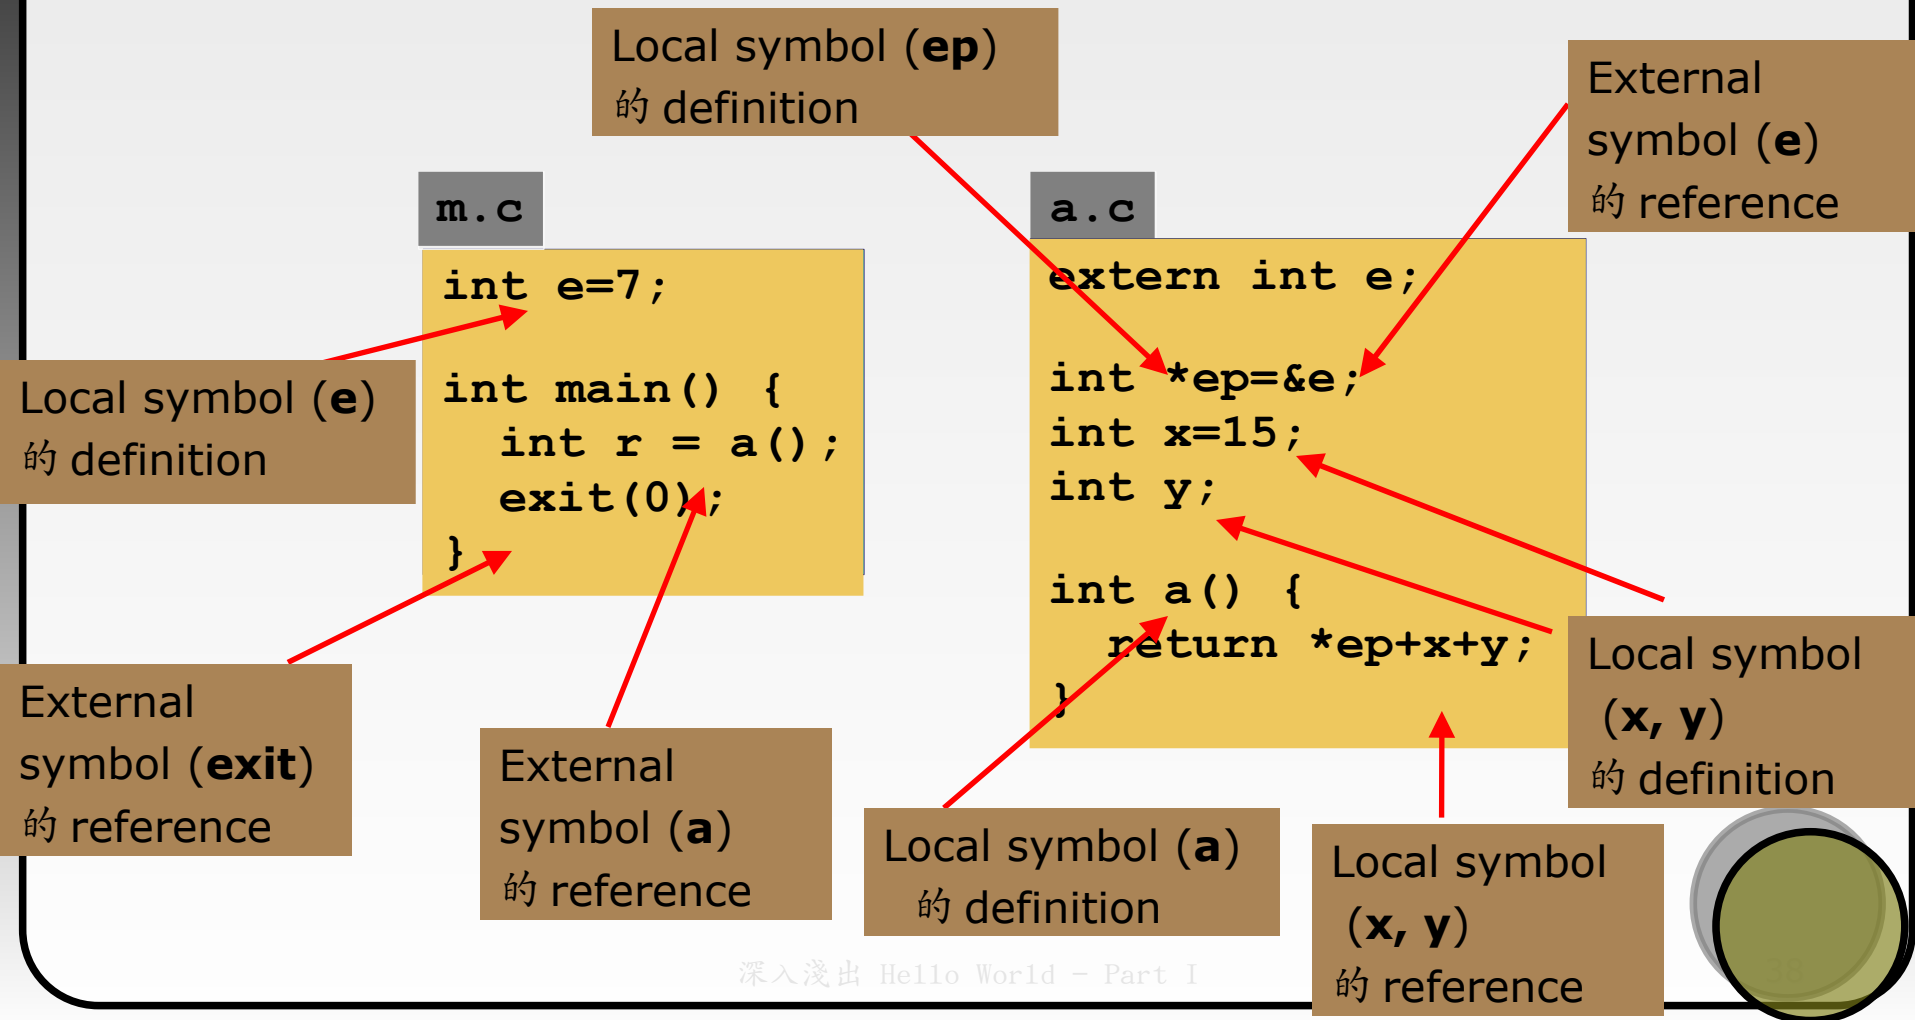 Local symbol (ep)
的 definition
External
symbol (e)
的 reference
m.c
int e=7;
int main() {
int r = a();
exit(0);
}
a.c
extern int e;
int *ep=&e;
int x=15;
int y;
int a() {
return *ep+x+y;
}
Local symbol (e)
的 definition
External
symbol (exit)
的 reference
External
symbol (a)
的 reference
Local symbol (a)
的 definition
Local symbol
(x, y)
的 reference
Local symbol
(x, y)
的 definition
深入淺出 Hello World - Part I
38